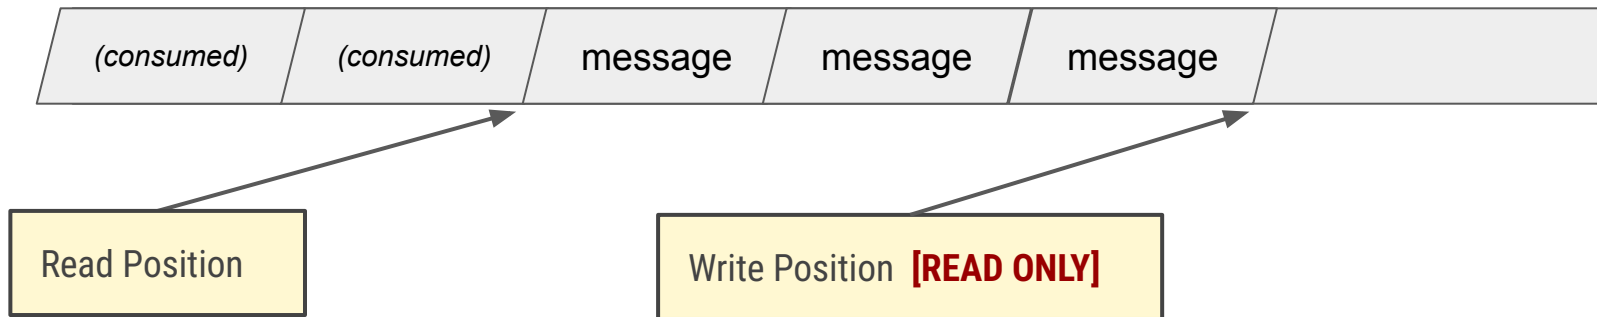 (consumed) (consumed) message message message
Read Position
Write Position [READ ONLY]